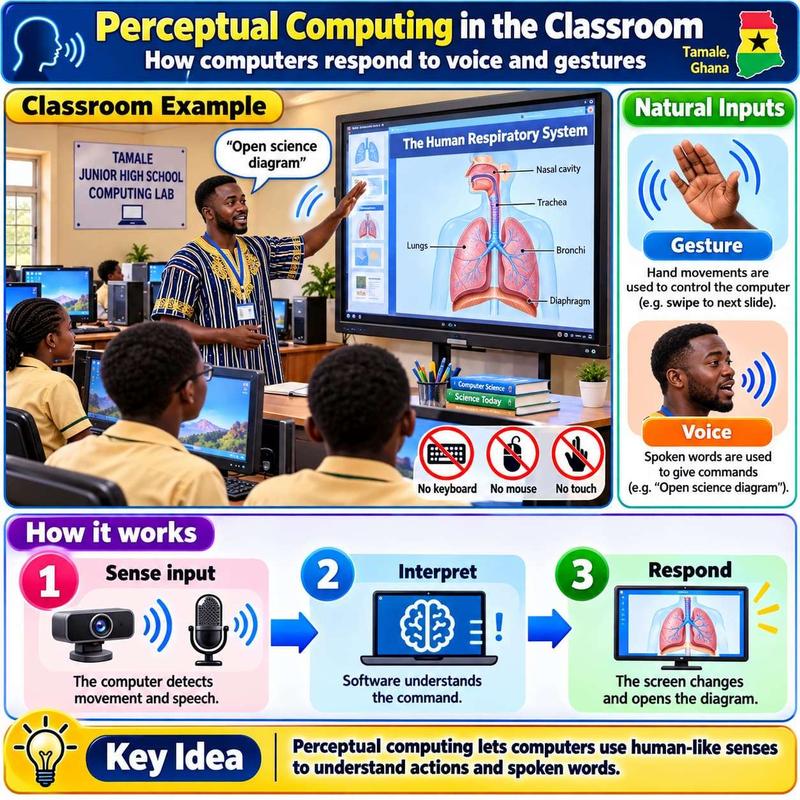 Perceptual Computing in the Classroom
How computers respond to voice and gestures
Tamale,
Ghana
Classroom Example
TAMALE
JUNIOR HIGH SCHOOL
COMPUTING LAB
“Open science
diagram”
The Human Respiratory System
Nasal cavity
Trachea
Lungs
Bronchi
Diaphragm
Computer Science
Science Today
No keyboard
No mouse
No touch
Natural Inputs
Gesture
Hand movements are
used to control the computer
(e.g. swipe to next slide).
Voice
Spoken words are used
to give commands
(e.g. “Open science diagram”).
How it works
1
Sense input
The computer detects
movement and speech.
2
Interpret
!
Software understands
the command.
3
Respond
The screen changes
and opens the diagram.
Key Idea
Perceptual computing lets computers use human-like senses
to understand actions and spoken words.